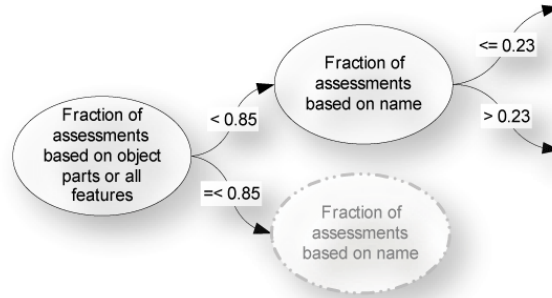 Fraction of
assessments
based on object
parts or all
features
< 0.85
=< 0.85
Fraction of
assessments
based on name
<= 0.23
> 0.23
Fraction of
assessments
based on name